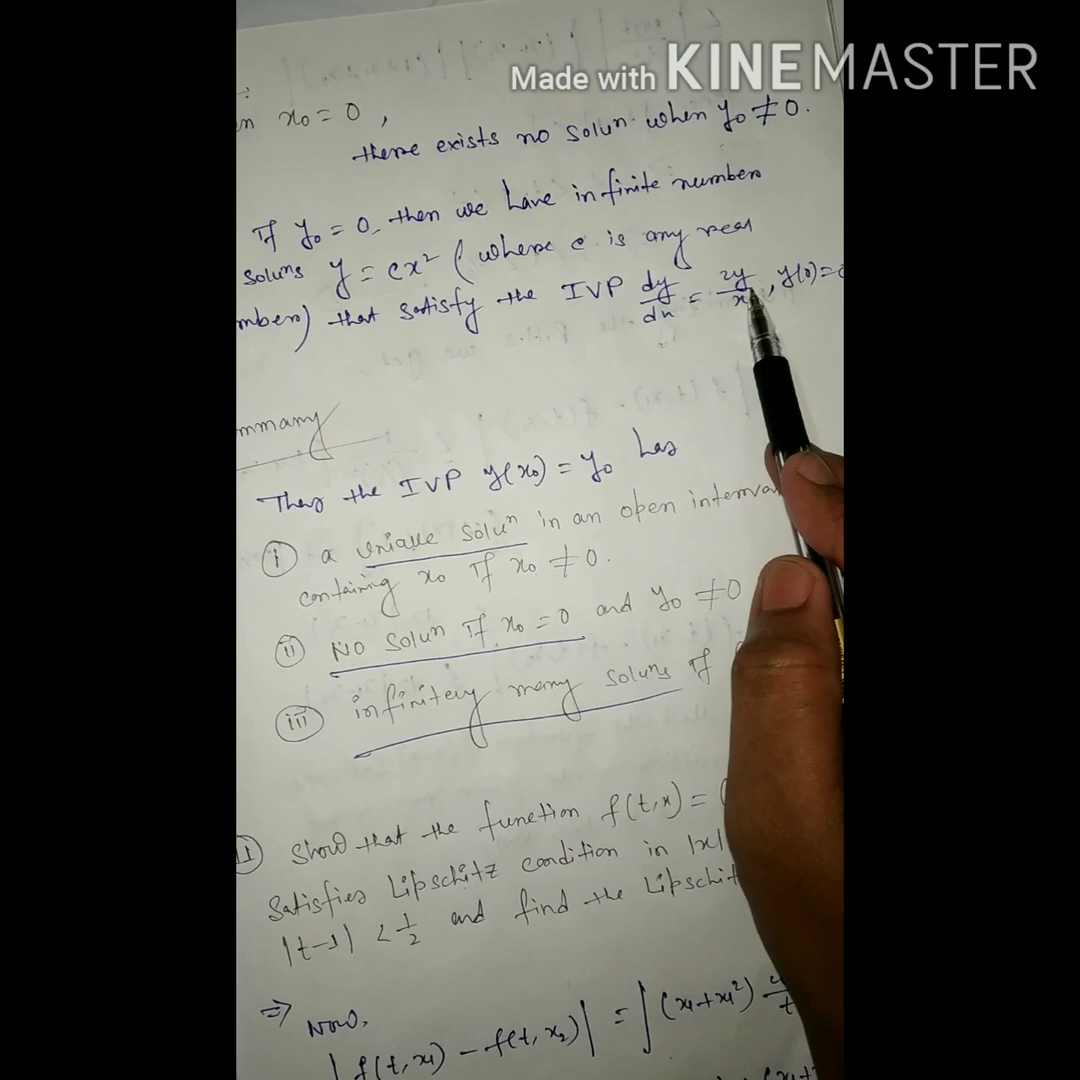 Made with KINEMASTER
x₀ = 0 ,
there exists no solun when y₀ ≠ 0.
If y₀ = 0, then we have infinite number
soluns y = cx² ( where c is any real
mber) that satisfy the IVP dy/dx = 2y/x , y(0) =
mmary
Thus the IVP y(x₀) = y₀ has
(i) a unique soluⁿ in an open interva
containing x₀ If x₀ ≠ 0.
(ii) No solun If x₀ = 0 and y₀ ≠ 0
(iii) infinitely many soluns If
Show that the function f(t,x) =
satisfies Lipschitz condition in |x|
|t-1| < 1/2 and find the Lipschit
⇒ Now,
| f(t, x₁) - f(t, x₂) | = | (x₁+x₁²)